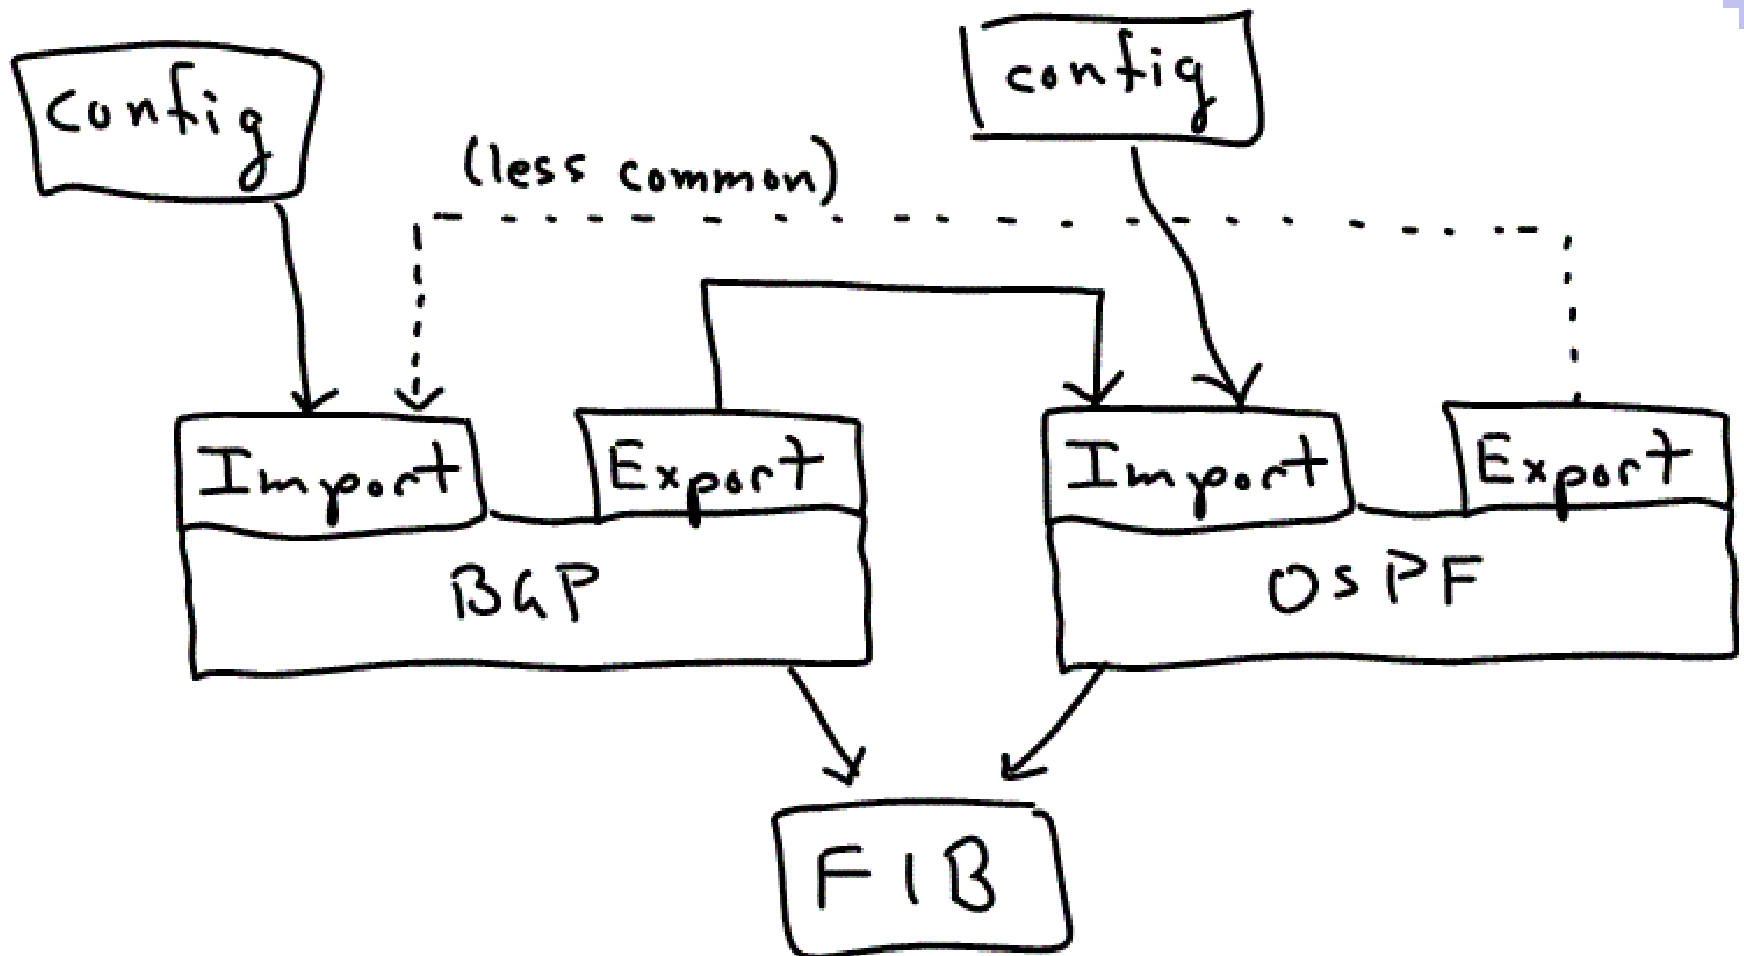 config
config
(less common)
Import
Export
Import
Export
BGP
OSPF
FIB